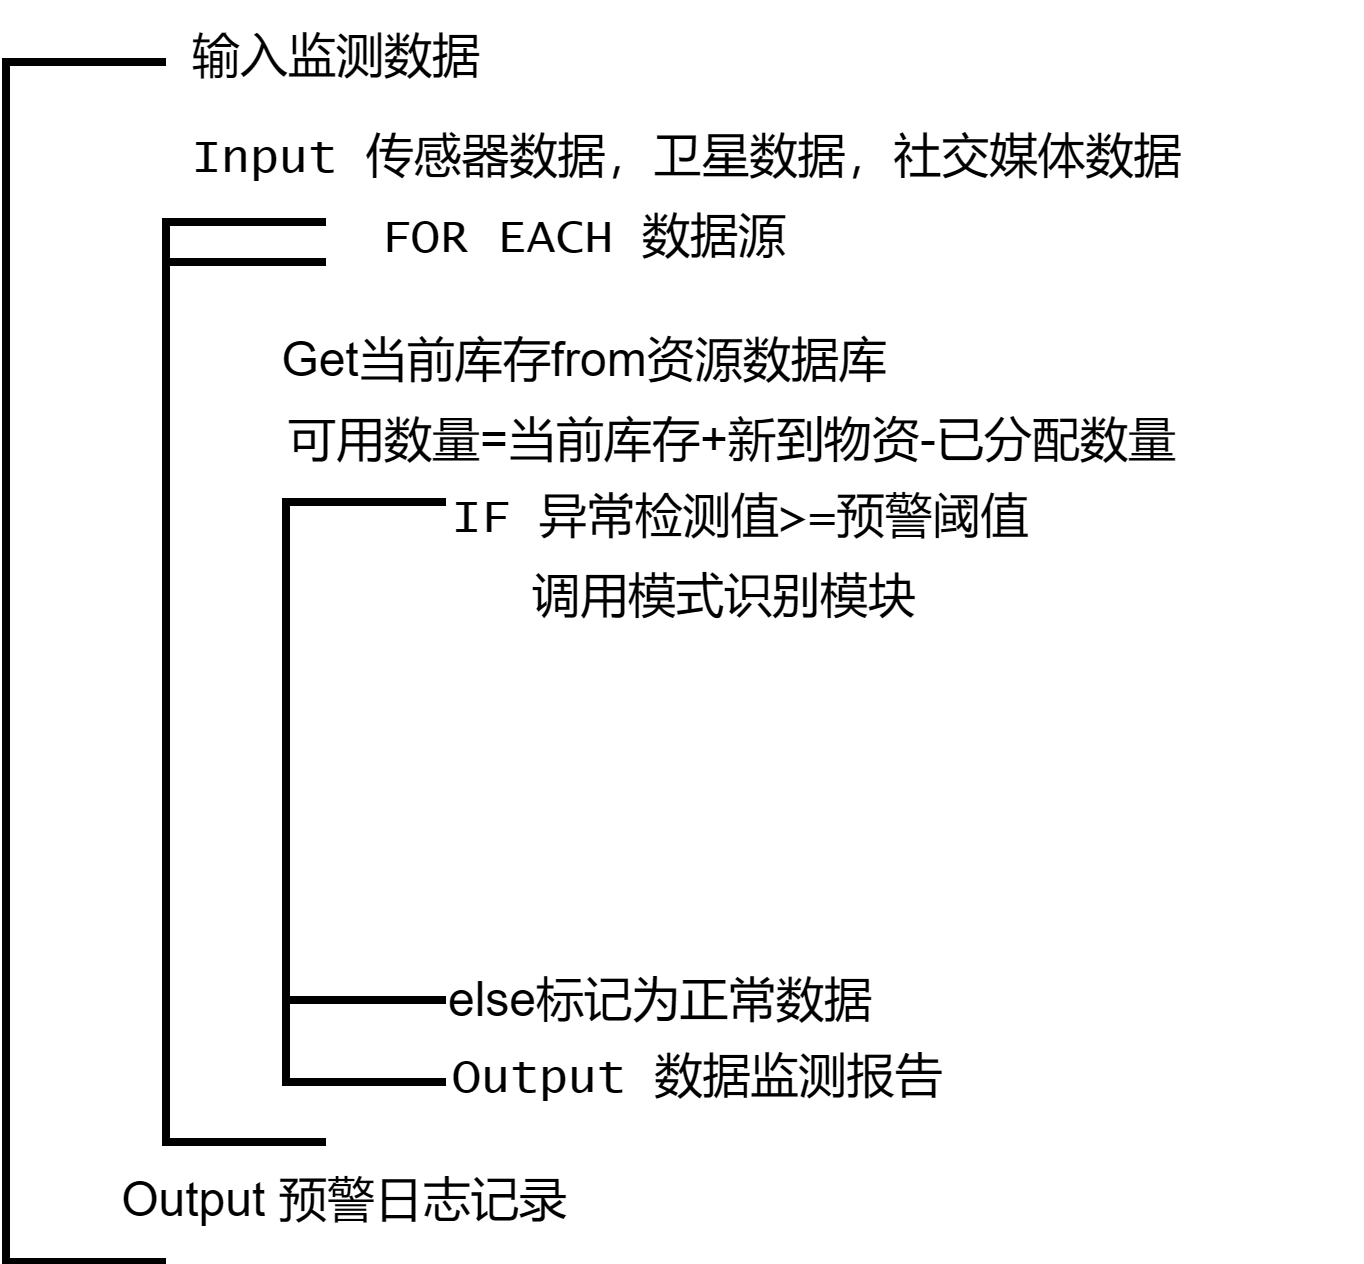 输入监测数据
Input 传感器数据，卫星数据，社交媒体数据
FOR EACH 数据源
Get当前库存from资源数据库
可用数量=当前库存+新到物资-已分配数量
IF 异常检测值>=预警阈值
调用模式识别模块
else标记为正常数据
Output 数据监测报告
Output 预警日志记录